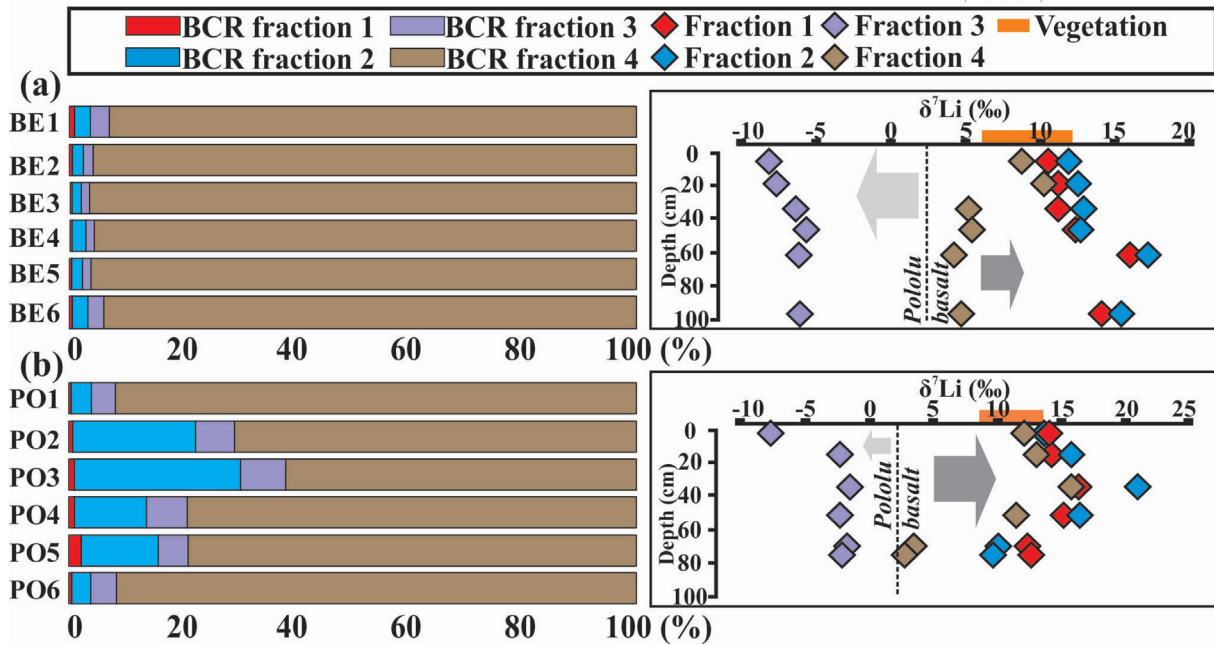 BCR fraction 1 BCR fraction 3 Fraction 1 Fraction 3 Vegetation
BCR fraction 2 BCR fraction 4 Fraction 2 Fraction 4
(a)
BE1
BE2
BE3
BE4
BE5
BE6
0 20 40 60 80 100 (%)
δ⁷Li (‰)
-10 -5 0 5 10 15 20
0
20
40
60
80
100
Depth (cm)
Pololu
basalt
(b)
PO1
PO2
PO3
PO4
PO5
PO6
0 20 40 60 80 100 (%)
δ⁷Li (‰)
-10 -5 0 5 10 15 20 25
0
20
40
60
80
100
Depth (cm)
Pololu
basalt